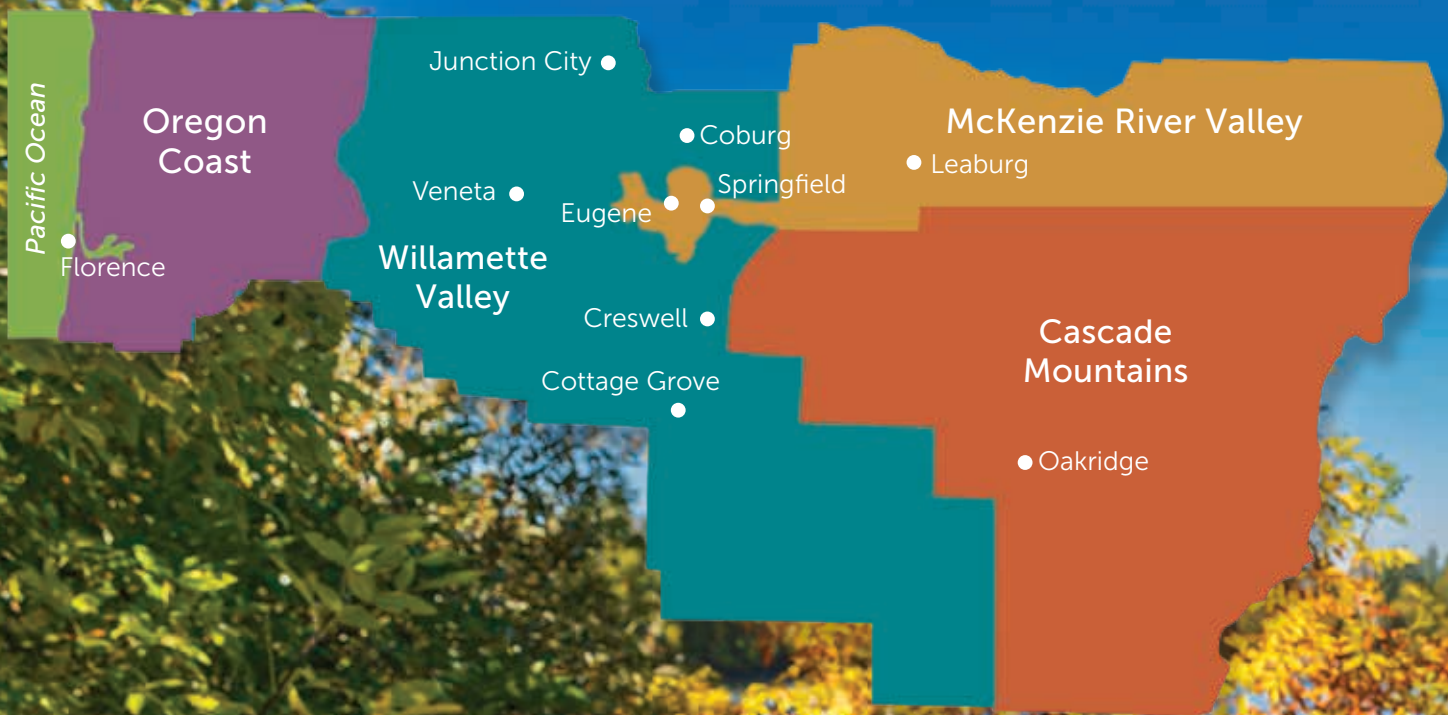 Pacific Ocean
Oregon
Coast
Florence
Junction City
Coburg
Veneta
Springfield
Eugene
Willamette
Valley
Creswell
Cottage Grove
McKenzie River Valley
Leaburg
Cascade
Mountains
Oakridge